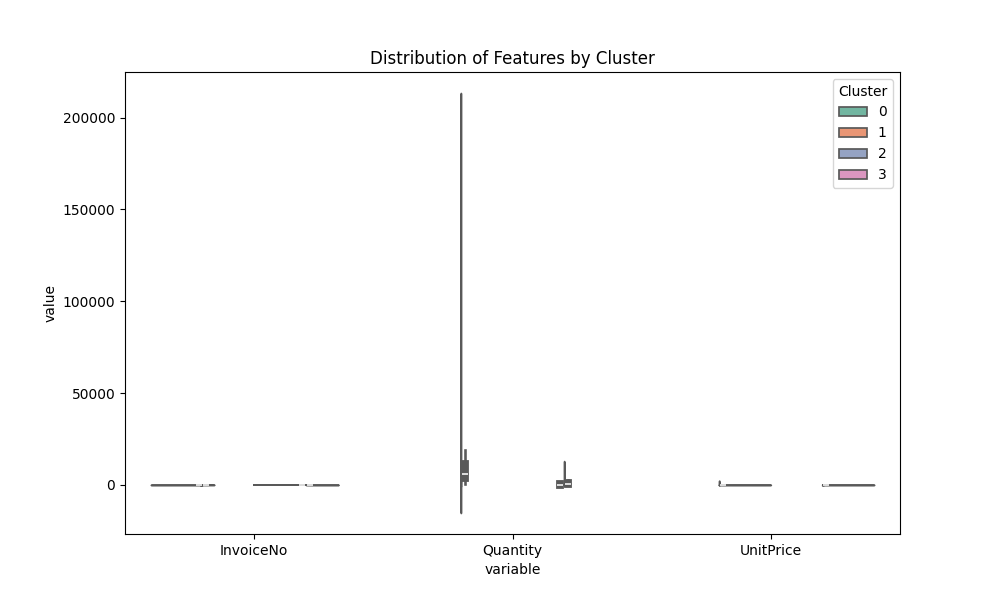 Distribution of Features by Cluster
Cluster
0
1
2
3
200000
150000
100000
50000
0
value
InvoiceNo
Quantity
UnitPrice
variable